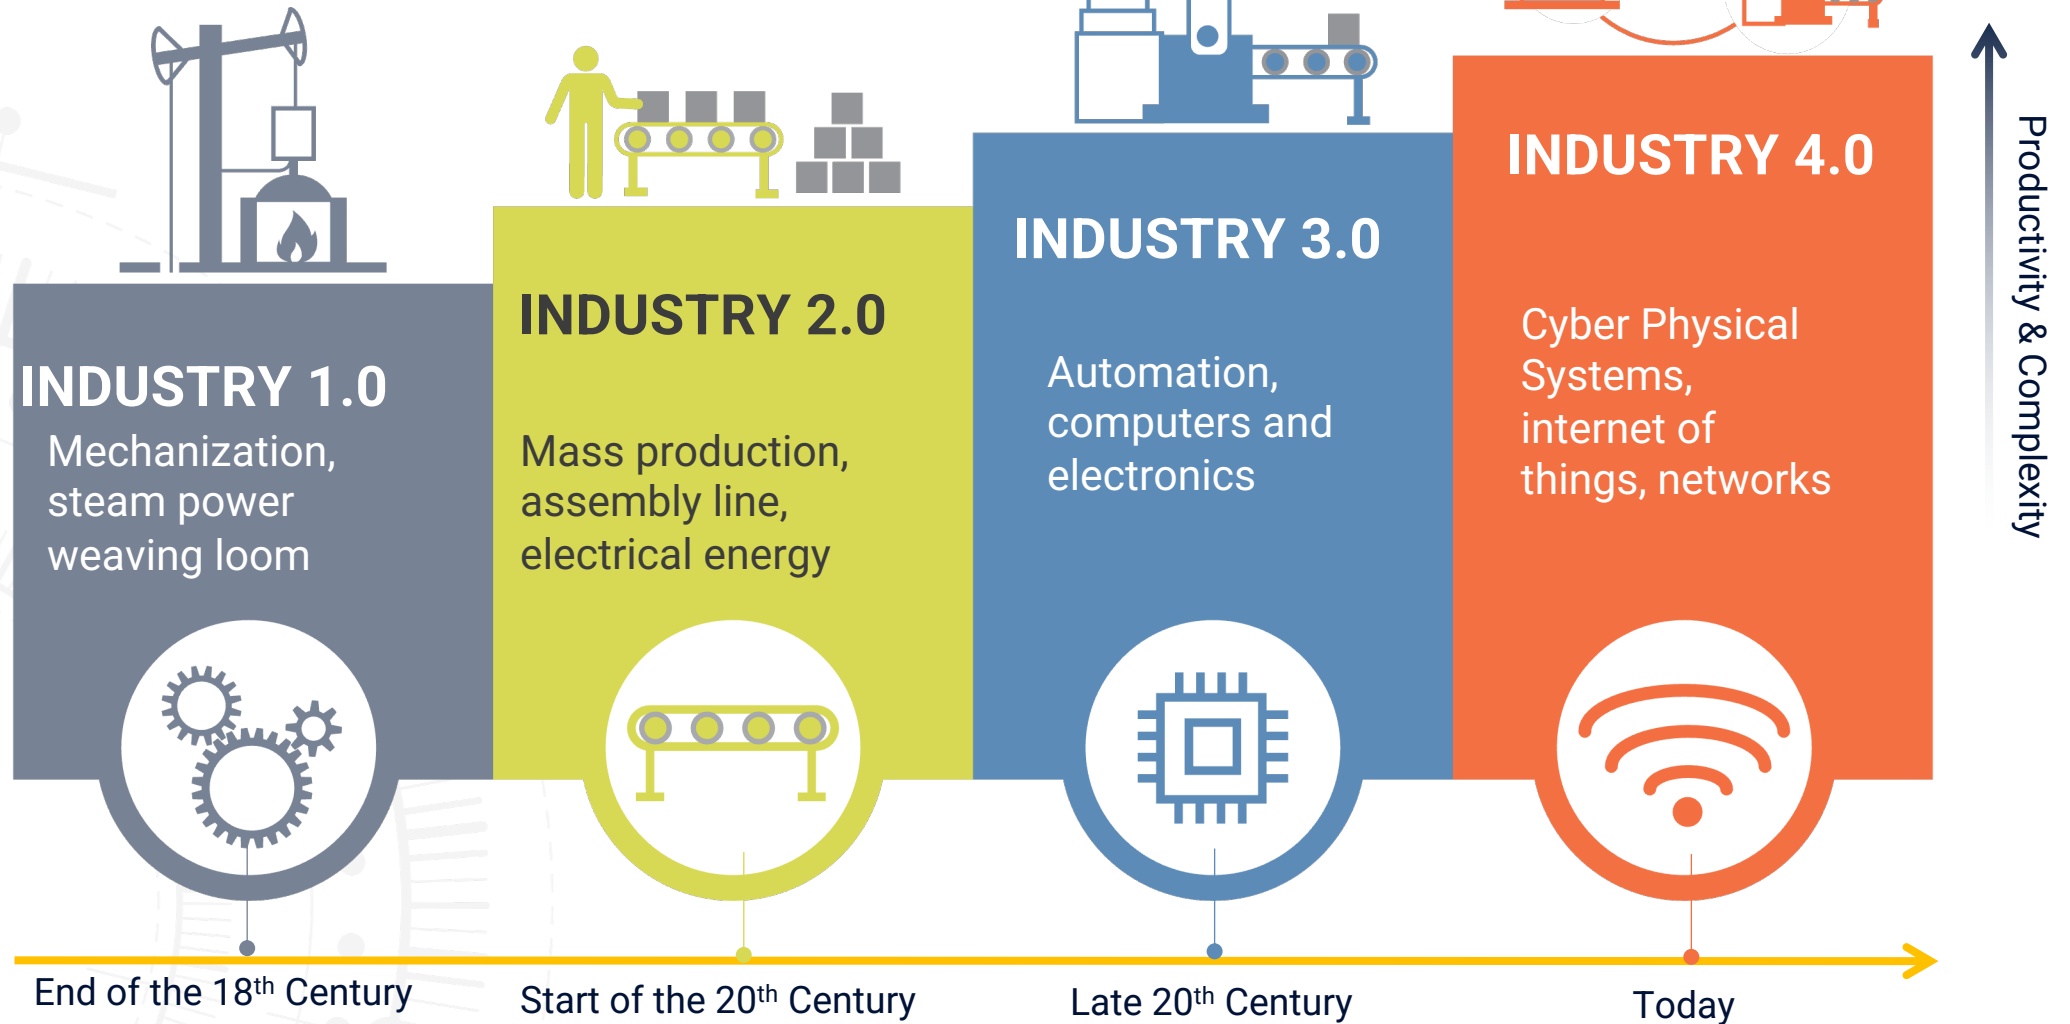 INDUSTRY 1.0
Mechanization,
steam power
weaving loom
INDUSTRY 2.0
Mass production,
assembly line,
electrical energy
INDUSTRY 3.0
Automation,
computers and
electronics
INDUSTRY 4.0
Cyber Physical
Systems,
internet of
things, networks
Productivity & Complexity
End of the 18th Century
Start of the 20th Century
Late 20th Century
Today